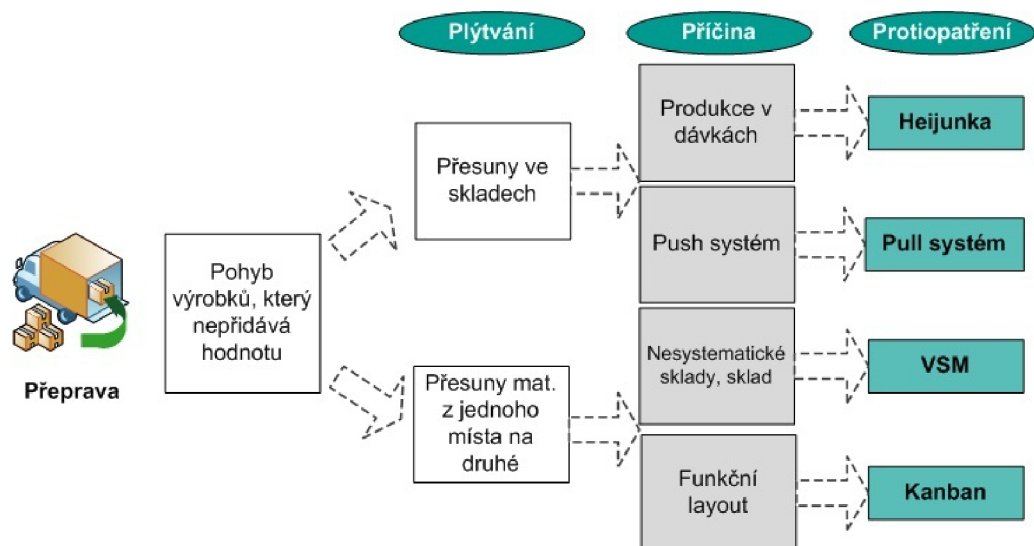 Plýtvání
Příčina
Protiopatření
Přeprava
Pohyb
výrobků, který
nepřidává
hodnotu
Přesuny ve
skladech
Přesuny mat.
z jednoho
místa na
druhé
Produkce v
dávkách
Push systém
Nesystematické
sklady, sklad
Funkční
layout
Heijunka
Pull systém
VSM
Kanban